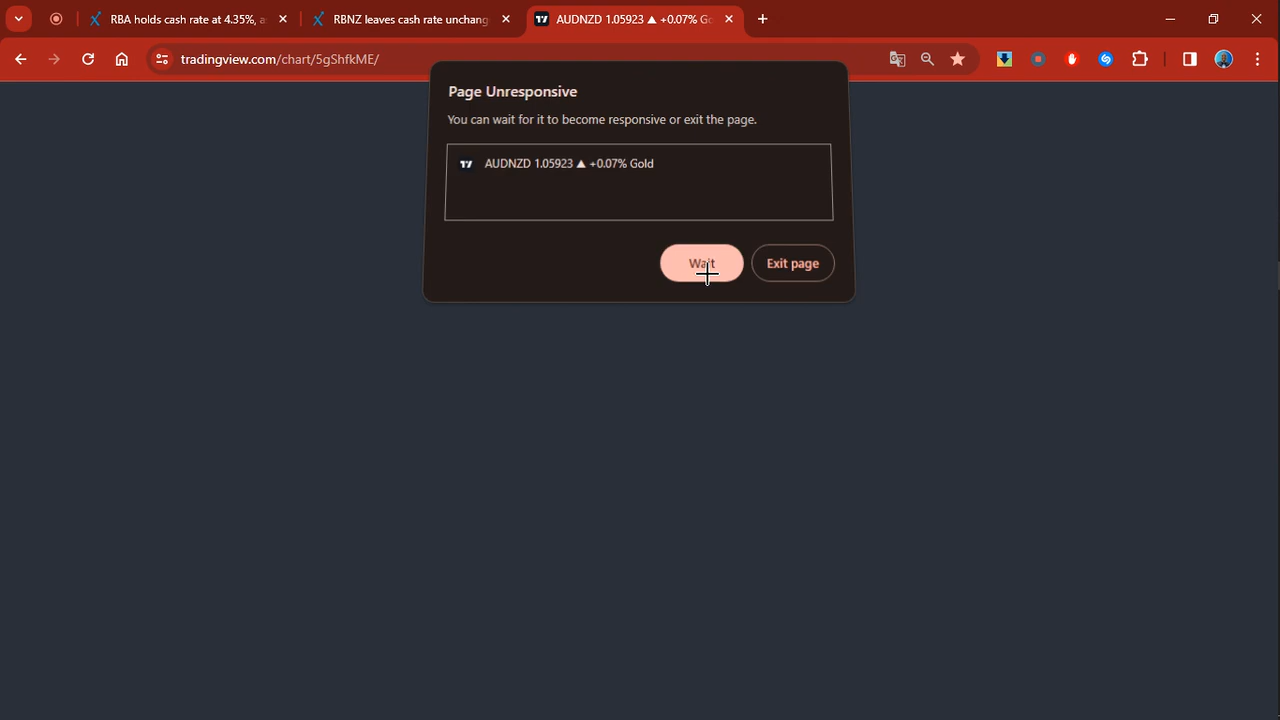 RBA holds cash rate at 4.35%, a
RBNZ leaves cash rate unchang
AUDNZD 1.05923 ▲ +0.07% Go
tradingview.com/chart/5gShfkME/
Page Unresponsive
You can wait for it to become responsive or exit the page.
AUDNZD 1.05923 ▲ +0.07% Gold
Wait
Exit page